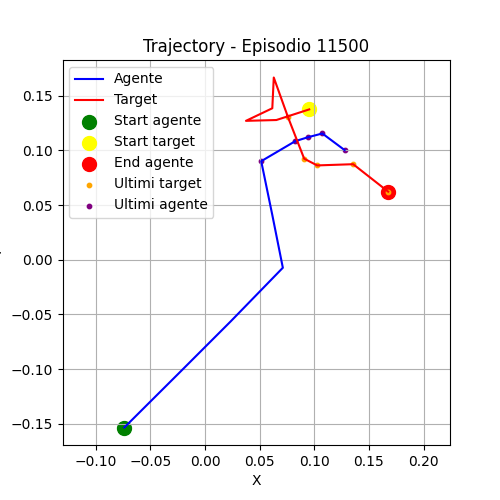 Trajectory - Episodio 11500
Agente
Target
Start agente
Start target
End agente
Ultimi target
Ultimi agente
0.15
0.10
0.05
0.00
−0.05
−0.10
−0.15
−0.10
−0.05
0.00
0.05
0.10
0.15
0.20
X